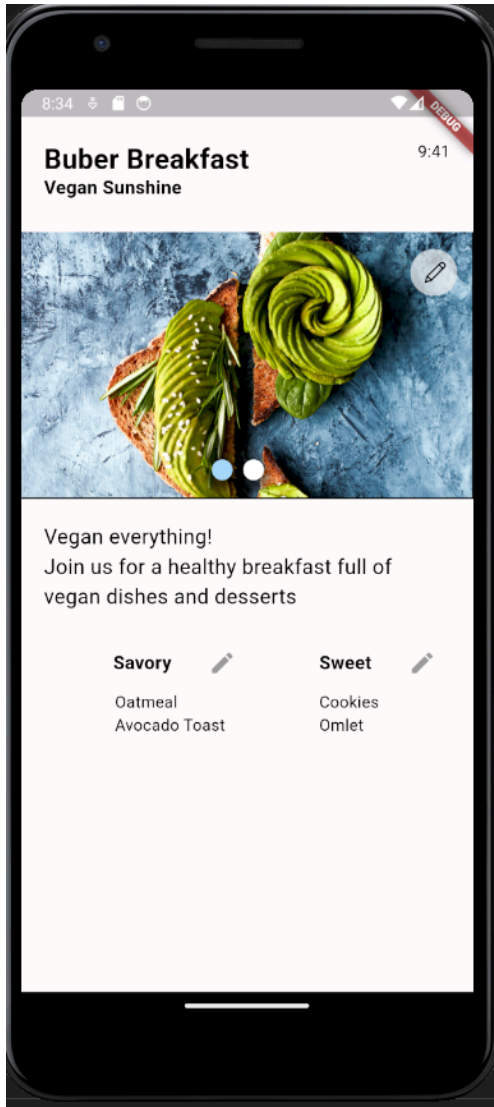 8:34
DEBUG
Buber Breakfast
9:41
Vegan Sunshine
Vegan everything!
Join us for a healthy breakfast full of
vegan dishes and desserts
Savory
Sweet
Oatmeal
Cookies
Avocado Toast
Omlet